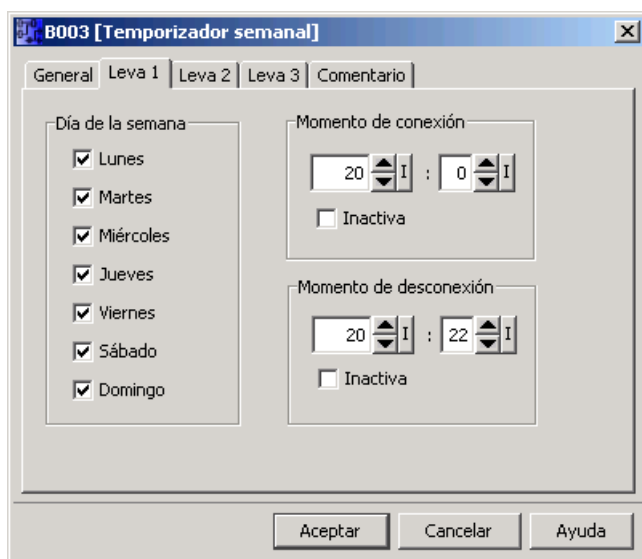 B003 [Temporizador semanal]
General Leva 1 Leva 2 Leva 3 Comentario
Día de la semana
Lunes
Martes
Miércoles
Jueves
Viernes
Sábado
Domingo
Momento de conexión
20 I : 0 I
Inactiva
Momento de desconexión
20 I : 22 I
Inactiva
Aceptar Cancelar Ayuda